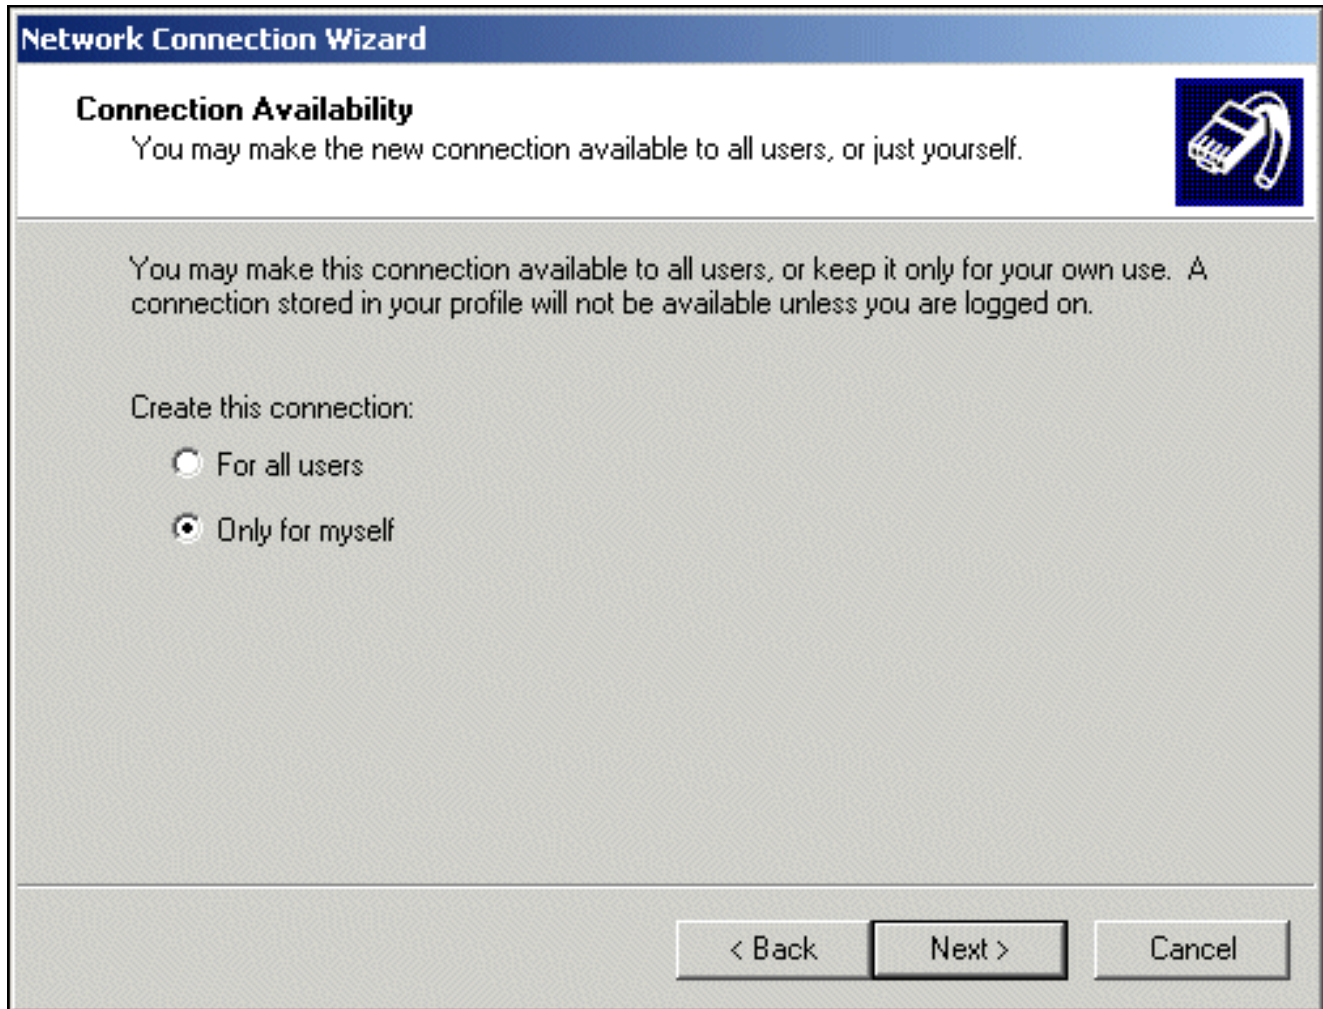 Network Connection Wizard
Connection Availability
You may make the new connection available to all users, or just yourself.
You may make this connection available to all users, or keep it only for your own use.  A
connection stored in your profile will not be available unless you are logged on.
Create this connection:
For all users
Only for myself
< Back
Next >
Cancel